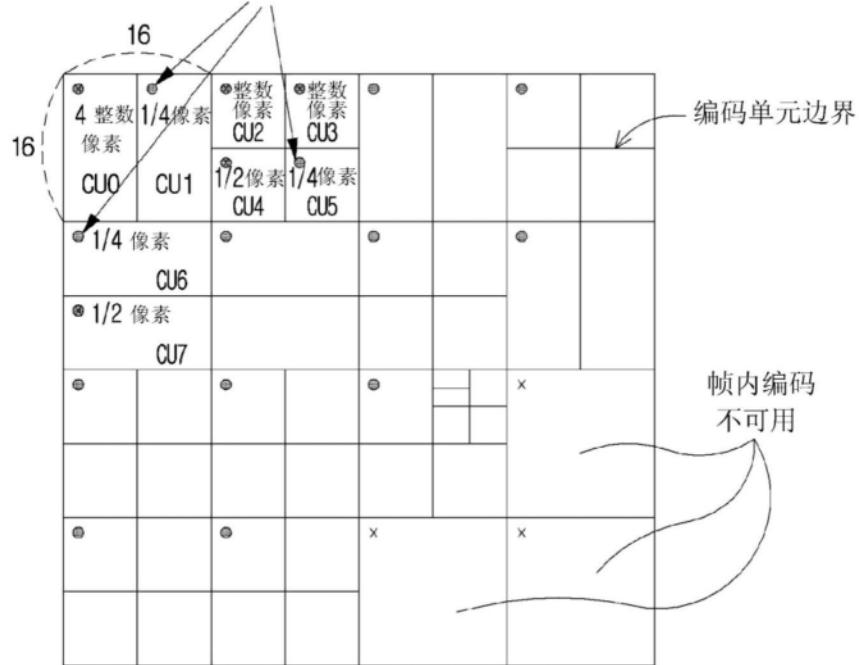 16
16
4 整数
像素
CU0
1/4像素
CU1
整数
像素
CU2
整数
像素
CU3
1/2像素
CU4
1/4像素
CU5
编码单元边界
1/4 像素
CU6
1/2 像素
CU7
帧内编码
不可用
x
x
x